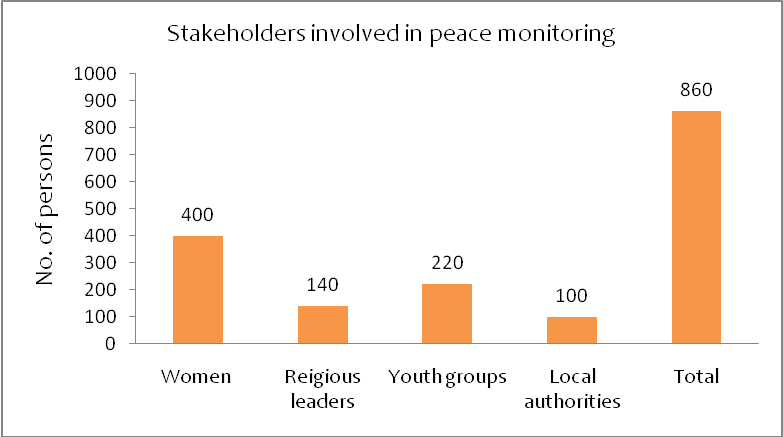 Stakeholders involved in peace monitoring
No. of persons
1000
900
800
700
600
500
400
300
200
100
0
400
140
220
100
860
Women
Reigious
leaders
Youth groups
Local
authorities
Total